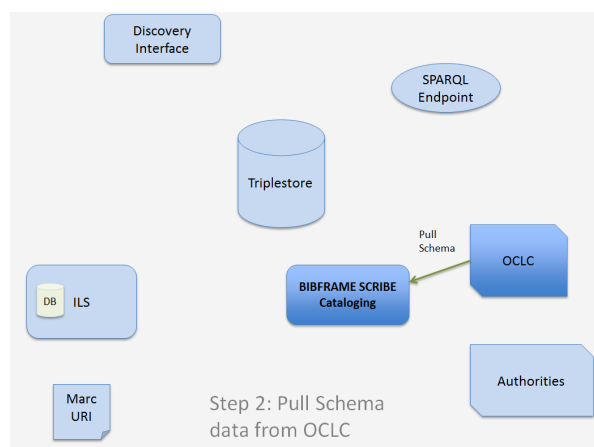 Discovery
Interface
SPARQL
Endpoint
Triplestore
Pull
Schema
OCLC
BIBFRAME SCRIBE
Cataloging
DB
ILS
Authorities
Marc
URI
Step 2: Pull Schema
data from OCLC